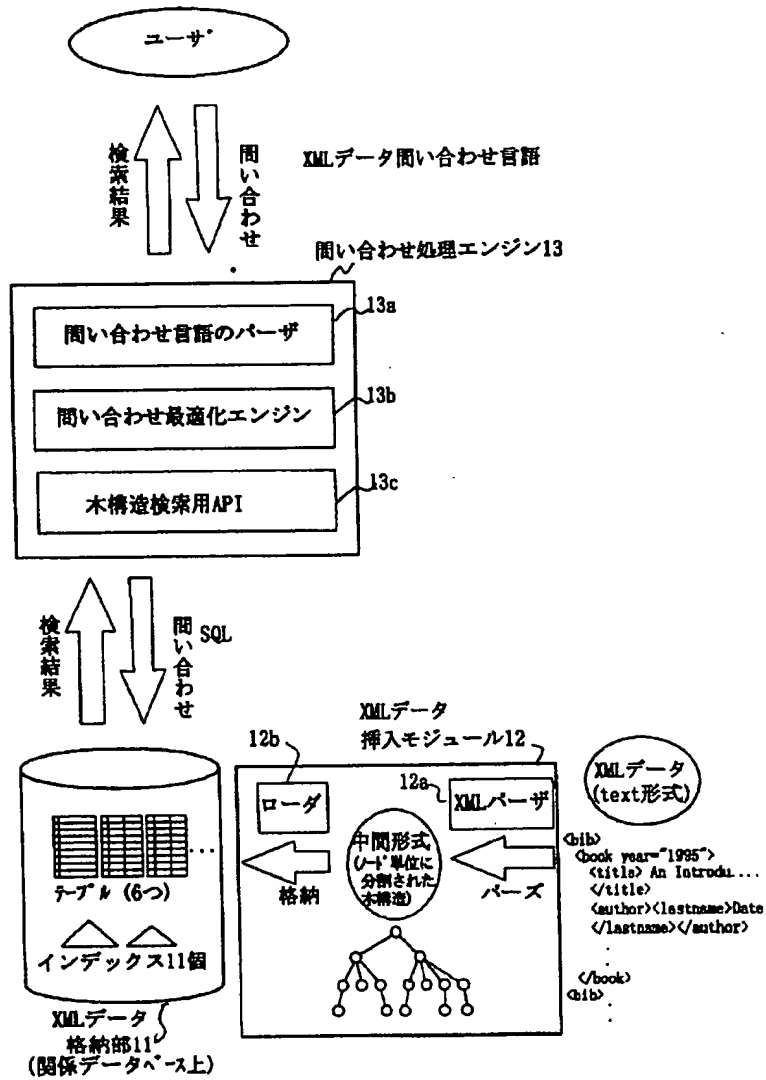 ユーザ
検索結果
問い合わせ
XMLデータ問い合わせ言語
問い合わせ処理エンジン13
問い合わせ言語のパーザ
13a
問い合わせ最適化エンジン
13b
木構造検索用API
13c
検索結果
問い合わせ
SQL
XMLデータ
挿入モジュール12
12b
ローダ
12a
XMLパーザ
XMLデータ
(text形式)
中間形式
(ノード単位に
分割された
木構造)
格納
パーズ
<bib>
<book year="1995">
<title> An Introdu....
</title>
<author><lastname>Date
</lastname></author>
.
.
</book>
<bib>
.
.
...
テーブル (6つ)
インデックス11個
XMLデータ
格納部11
(関係データベース上)